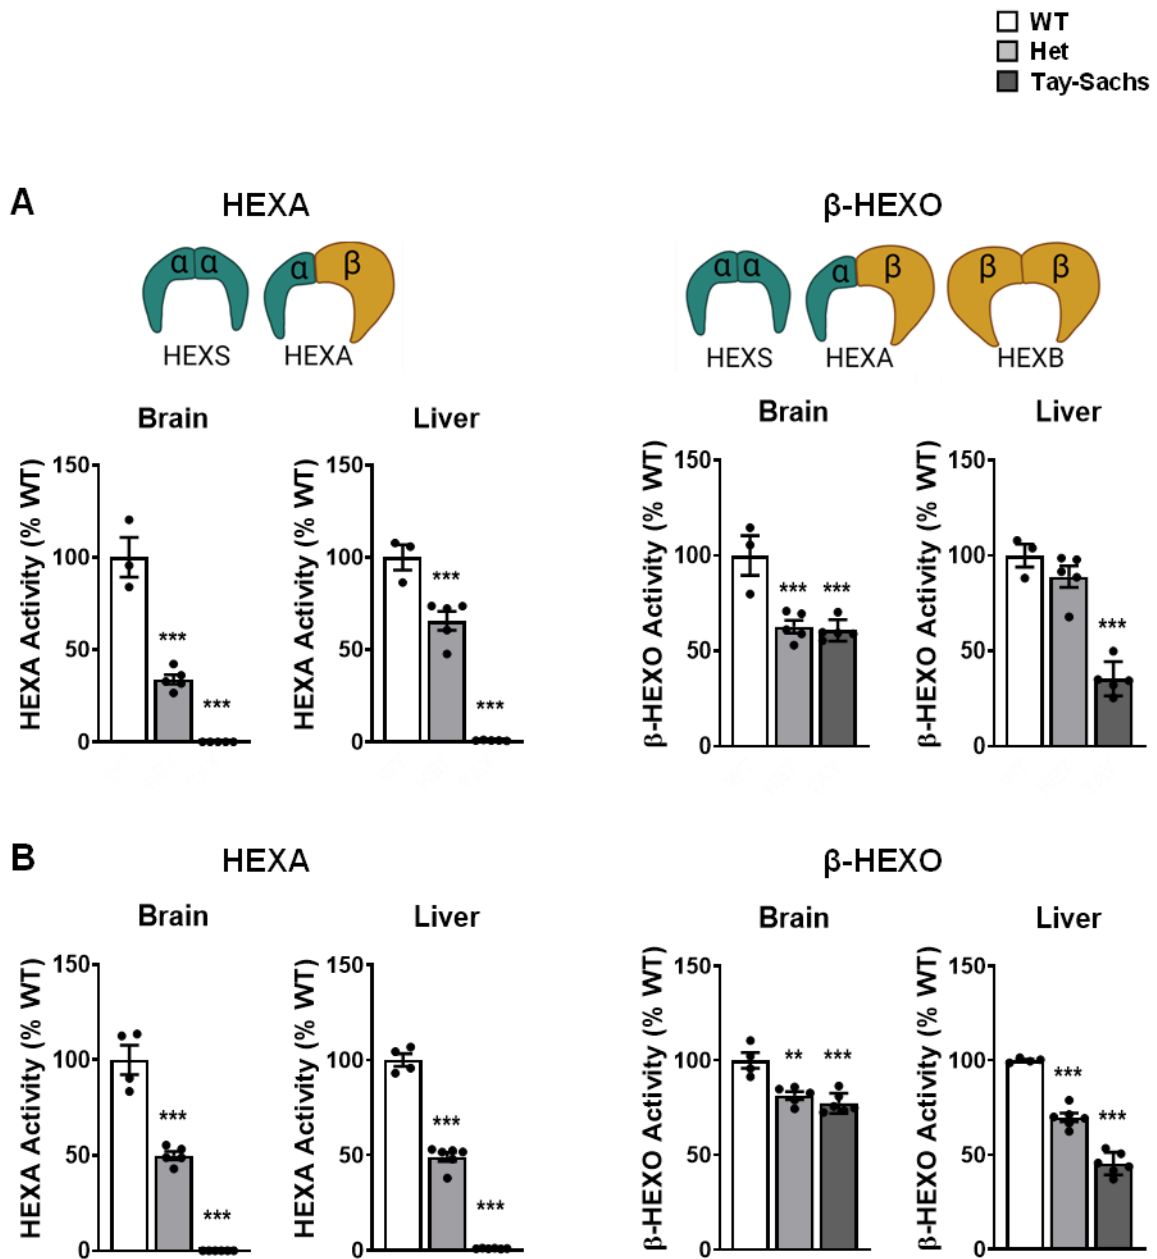 WT
Het
Tay-Sachs
A
HEXA
β-HEXO
α α
α β
α α
α β
β β
HEXS HEXA
HEXS HEXA HEXB
Brain
Liver
Brain
Liver
HEXA Activity (% WT)
150
100
50
0
***
***
HEXA Activity (% WT)
150
100
50
0
***
***
β-HEXO Activity (% WT)
150
100
50
0
***
***
β-HEXO Activity (% WT)
150
100
50
0
***
B
HEXA
β-HEXO
Brain
Liver
Brain
Liver
HEXA Activity (% WT)
150
100
50
0
***
***
HEXA Activity (% WT)
150
100
50
0
***
***
β-HEXO Activity (% WT)
150
100
50
0
**
***
β-HEXO Activity (% WT)
150
100
50
0
***
***